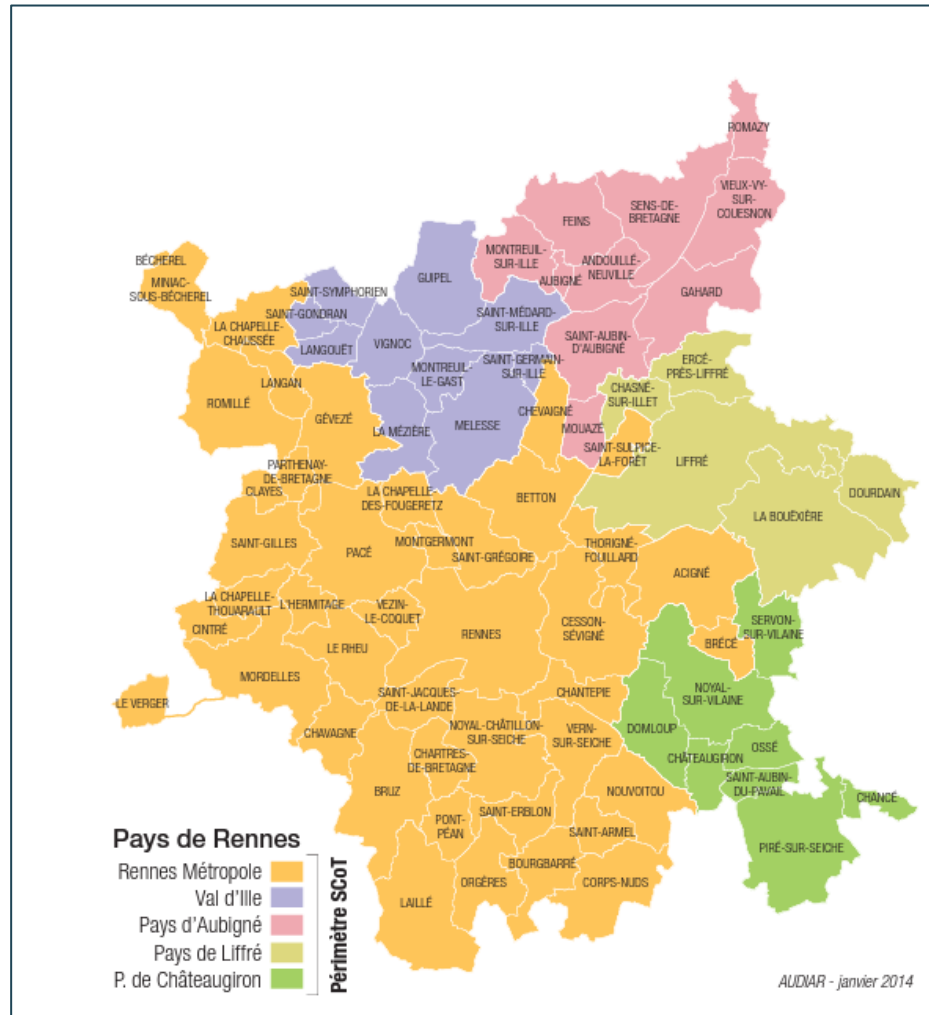 ROMAZY
VIEUX-VY-
SUR-
COUESNON
SENS-DE-
BRETAGNE
FEINS
MONTREUIL-
SUR-ILLE
ANDOUILLÉ-
NEUVILLE
AUBIGNÉ
GAHARD
BÉCHEREL
MINIAC-
SOUS-BÉCHEREL
GUIPEL
SAINT-SYMPHORIEN
SAINT-GONDRAN
LA CHAPELLE-
CHAUSSÉE
SAINT-MÉDARD-
SUR-ILLE
SAINT-AUBIN-
D'AUBIGNÉ
LANGOUËT
VIGNOC
MONTREUIL-
LE-GAST
SAINT-GERMAIN-
SUR-ILLE
ERCÉ-
PRÈS-LIFFRÉ
CHASNÉ-
SUR-ILLET
LANGAN
ROMILLÉ
GÉVEZÉ
LA MÉZIÈRE
MELESSE
CHEVAIGNÉ
MOUAZÉ
SAINT-SULPICE-
LA-FORÊT
LIFFRÉ
PARTHENAY-
DE-BRETAGNE
CLAYES
LA CHAPELLE-
DES-FOUGERETZ
BETTON
DOURDAIN
LA BOUËXIÈRE
SAINT-GILLES
PACÉ
MONTGERMONT
SAINT-GRÉGOIRE
THORIGNÉ-
FOUILLARD
ACIGNÉ
LA CHAPELLE-
THOUARAULT
L'HERMITAGE
VEZIN-
LE-COQUET
CINTRÉ
LE RHEU
RENNES
CESSON-
SÉVIGNÉ
SERVON-
SUR-VILAINE
BRÉCÉ
MORDELLES
LE VERGER
SAINT-JACQUES-
DE-LA-LANDE
CHANTEPIE
NOYAL-
SUR-VILAINE
CHAVAGNE
NOYAL-CHÂTILLON-
SUR-SEICHE
VERN-
SUR-SEICHE
DOMLOUP
CHÂTEAUGIRON
OSSÉ
CHARTRES-
DE-BRETAGNE
SAINT-AUBIN-
DU-PAVAIL
BRUZ
NOUVOITOU
CHANCÉ
PONT-
PÉAN
SAINT-ERBLON
SAINT-ARMEL
PIRÉ-SUR-SEICHE
BOURGBARRÉ
ORGÈRES
CORPS-NUDS
LAILLÉ
Pays de Rennes
Rennes Métropole
Val d'Ille
Pays d'Aubigné
Pays de Liffré
P. de Châteaugiron
Périmètre SCoT
AUDIAR - janvier 2014